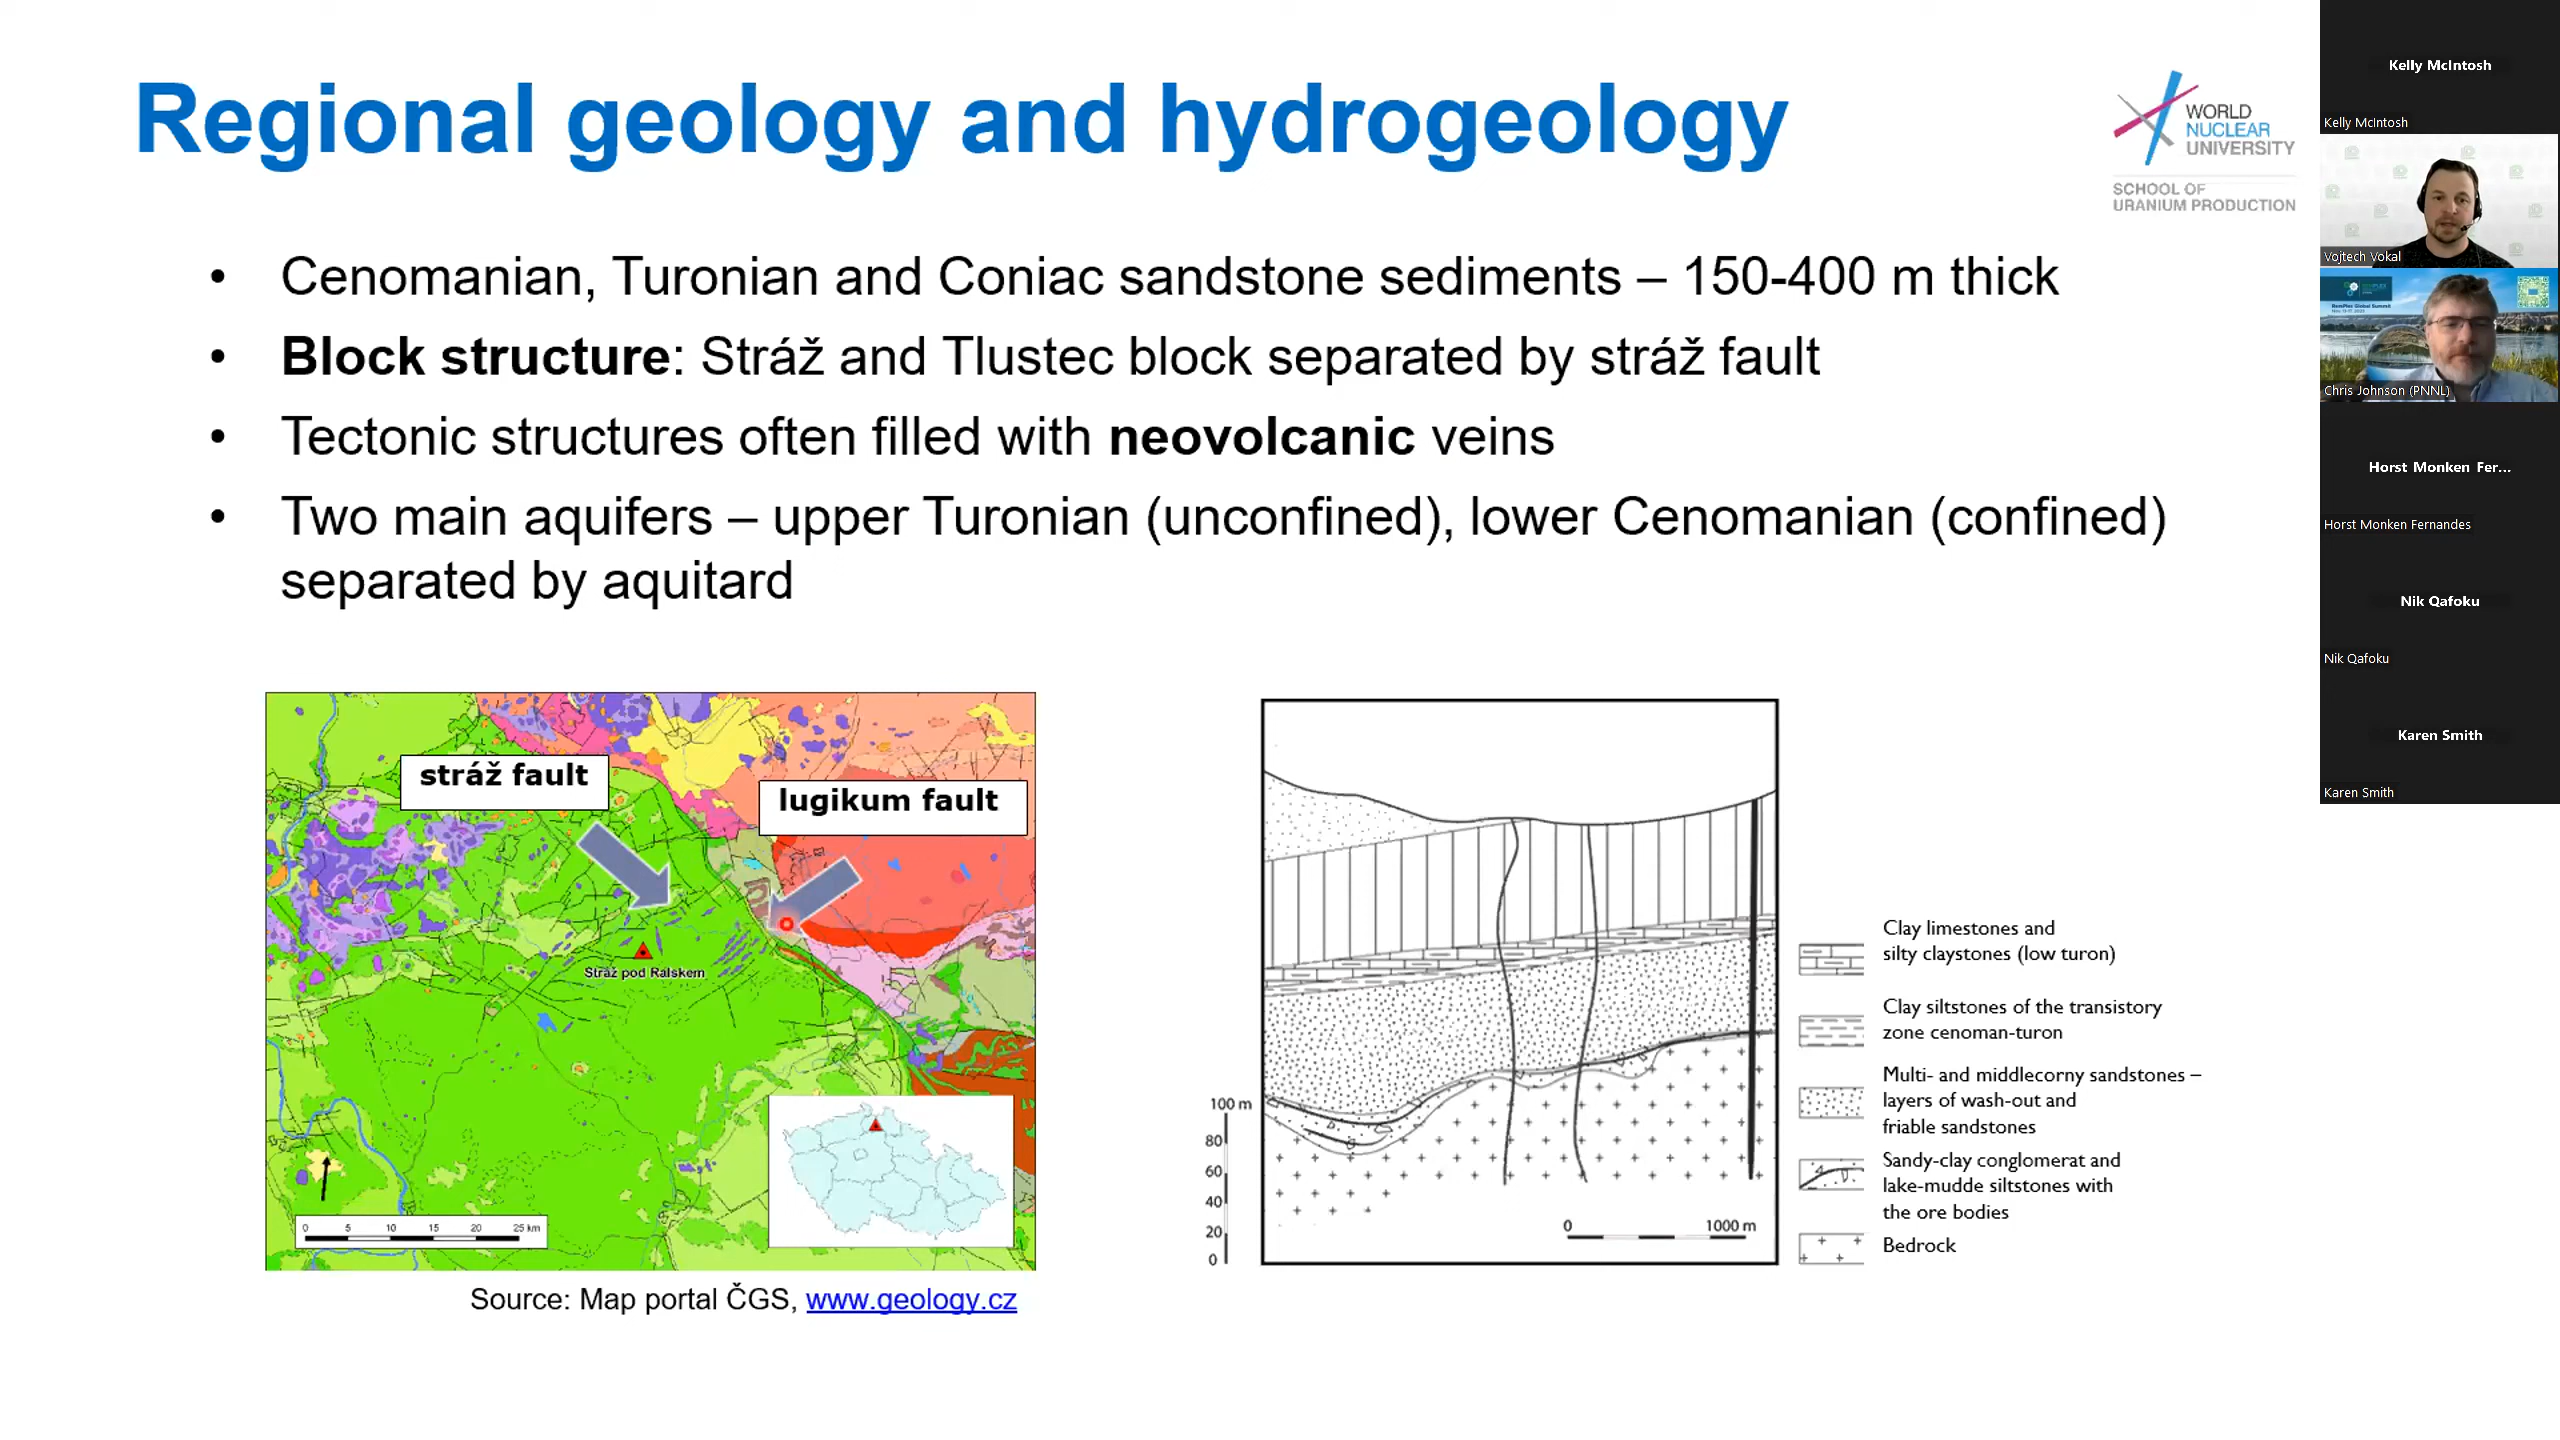 Regional geology and hydrogeology
WORLD
NUCLEAR
UNIVERSITY
SCHOOL OF
URANIUM PRODUCTION
• Cenomanian, Turonian and Coniac sandstone sediments – 150-400 m thick
• Block structure: Stráž and Tlustec block separated by stráž fault
• Tectonic structures often filled with neovolcanic veins
• Two main aquifers – upper Turonian (unconfined), lower Cenomanian (confined)
separated by aquitard
stráž fault
lugikum fault
Stráž pod Ralskem
0 5 10 15 20 25 km
Source: Map portal ČGS, www.geology.cz
100 m
80
60
40
20
0
0 1000 m
Clay limestones and
silty claystones (low turon)
Clay siltstones of the transistory
zone cenoman-turon
Multi- and middlecorny sandstones –
layers of wash-out and
friable sandstones
Sandy-clay conglomerat and
lake-mudde siltstones with
the ore bodies
Bedrock
Kelly McIntosh
Kelly McIntosh
Vojtech Vokal
Chris Johnson (PNNL)
Horst Monken Fer...
Horst Monken Fernandes
Nik Qafoku
Nik Qafoku
Karen Smith
Karen Smith